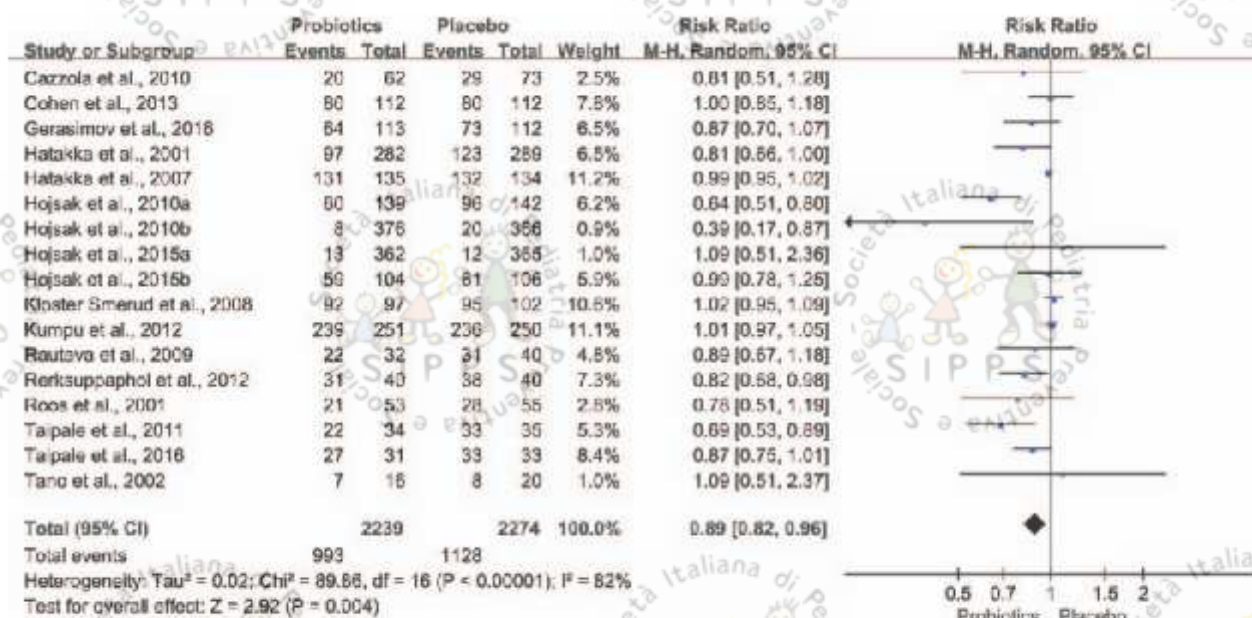 Probiotics Placebo Risk Ratio Risk Ratio
Study or Subgroup Events Total Events Total Weight M-H, Random, 95% CI M-H, Random, 95% CI
Cazzola et al., 2010 20 62 29 73 2.5% 0.81 [0.51, 1.28]
Cohen et al., 2013 80 112 80 112 7.8% 1.00 [0.85, 1.18]
Gerasimov et al., 2016 64 113 73 112 6.5% 0.87 [0.70, 1.07]
Hatakka et al., 2001 97 282 123 289 6.5% 0.81 [0.66, 1.00]
Hatakka et al., 2007 131 135 132 134 11.2% 0.99 [0.95, 1.02]
Hojsak et al., 2010a 60 139 96 142 6.2% 0.64 [0.51, 0.80]
Hojsak et al., 2010b 8 376 20 366 0.9% 0.39 [0.17, 0.87]
Hojsak et al., 2015a 13 362 12 365 1.0% 1.09 [0.51, 2.36]
Hojsak et al., 2015b 59 104 61 106 5.9% 0.99 [0.78, 1.25]
Kloster Smerud et al., 2008 92 97 95 102 10.6% 1.02 [0.95, 1.09]
Kumpu et al., 2012 239 251 236 250 11.1% 1.01 [0.97, 1.05]
Rautava et al., 2009 22 32 31 40 4.8% 0.89 [0.67, 1.18]
Rerksuppaphol et al., 2012 31 40 38 40 7.3% 0.82 [0.68, 0.98]
Roos et al., 2001 21 53 28 55 2.8% 0.78 [0.51, 1.19]
Taipale et al., 2011 22 34 33 35 5.3% 0.69 [0.53, 0.89]
Taipale et al., 2016 27 31 33 33 8.4% 0.87 [0.75, 1.01]
Tano et al., 2002 7 16 8 20 1.0% 1.09 [0.51, 2.37]
Total (95% CI) 2239 2274 100.0% 0.89 [0.82, 0.96]
Total events 993 1128
Heterogeneity: Tau² = 0.02; Chi² = 89.86, df = 16 (P < 0.00001); I² = 82%
Test for overall effect: Z = 2.92 (P = 0.004)
0.5 0.7 1 1.5 2
Probiotics Placebo
Società Italiana di Pediatria Preventiva e Sociale
SIPPS